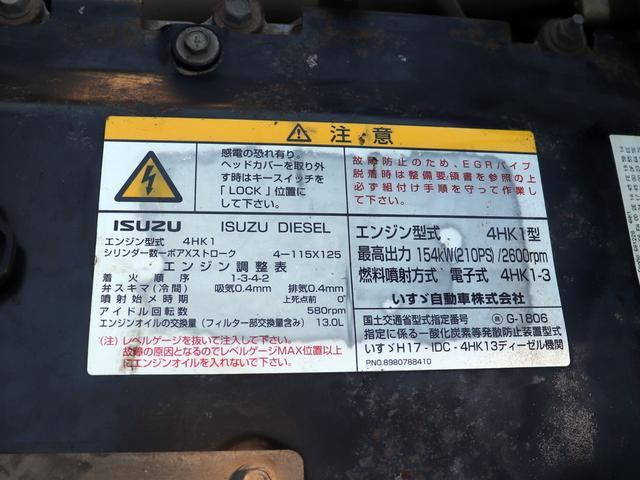 注意
感電の恐れ有り。
ヘッドカバーを取り外
す時はキースイッチを
「LOCK」位置に
して下さい。
故障防止のため、EGRパイプ
脱着時は整備要領書を参照の上
必ず組付け手順を守って作業し
て下さい。
ISUZU ISUZU DIESEL
エンジン型式 4HK1
シリンダー数ーボアXストローク 4-115X125
エンジン調整表
着火順序 1-3-4-2
弁スキマ(冷間) 吸気0.4mm 排気0.4mm
噴射始メ時期 上死点前 0°
アイドル回転数 580rpm
エンジンオイルの交換量(フィルター部交換量含み) 13.0L
(注)レベルゲージを抜いて注入して下さい。
故障の原因となるのでレベルゲージMAX位置以上
にエンジンオイルを入れないで下さい。
エンジン型式 4HK1型
最高出力 154kW(210PS)/2600rpm
燃料噴射方式 電子式 4HK1-3
いすゞ自動車株式会社
国土交通省型式指定番号 G-1806
指定に係る一酸化炭素等発散防止装置型式
いすゞH17-IDC-4HK13ディーゼル機関
P.NO.8980788410